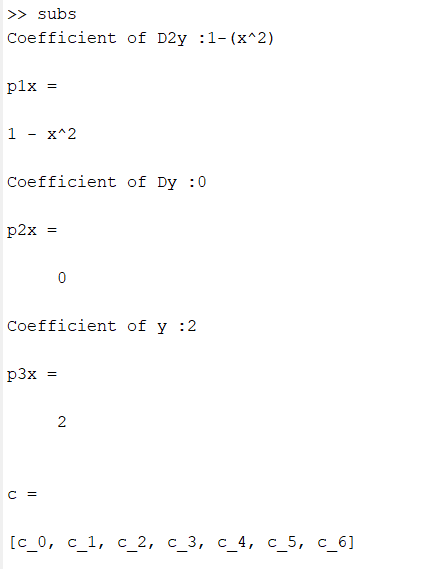 >> subs
Coefficient of D2y :1-(x^2)
p1x =
1 - x^2
Coefficient of Dy :0
p2x =
0
Coefficient of y :2
p3x =
2
c =
[c_0, c_1, c_2, c_3, c_4, c_5, c_6]